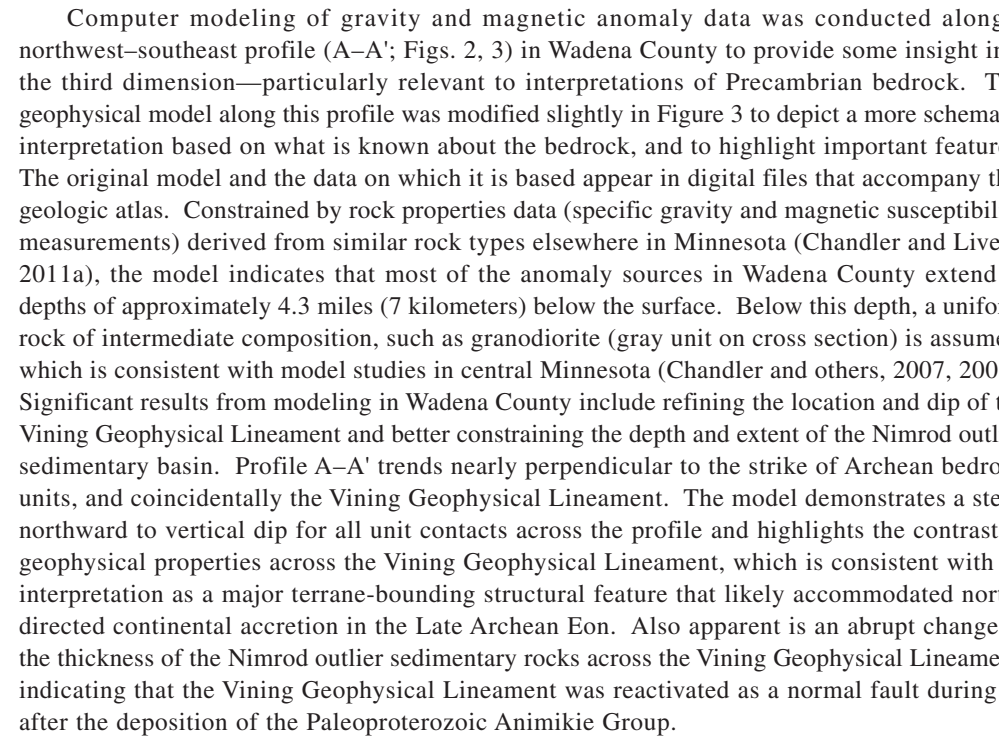 Computer modeling of gravity and magnetic anomaly data was conducted along
northwest–southeast profile (A–A'; Figs. 2, 3) in Wadena County to provide some insight
the third dimension—particularly relevant to interpretations of Precambrian bedrock.
geophysical model along this profile was modified slightly in Figure 3 to depict a more
interpretation based on what is known about the bedrock, and to highlight important
The original model and the data on which it is based appear in digital files that accompany
geologic atlas. Constrained by rock properties data (specific gravity and magnetic
measurements) derived from similar rock types elsewhere in Minnesota (Chandler and
2011a), the model indicates that most of the anomaly sources in Wadena County extend
depths of approximately 4.3 miles (7 kilometers) below the surface. Below this depth, a
rock of intermediate composition, such as granodiorite (gray unit on cross section) is
which is consistent with model studies in central Minnesota (Chandler and others, 2007,
Significant results from modeling in Wadena County include refining the location and dip of
Vining Geophysical Lineament and better constraining the depth and extent of the Nimrod
sedimentary basin. Profile A–A' trends nearly perpendicular to the strike of Archean
units, and coincidentally the Vining Geophysical Lineament. The model demonstrates a
northward to vertical dip for all unit contacts across the profile and highlights the contrast
geophysical properties across the Vining Geophysical Lineament, which is consistent with
interpretation as a major terrane-bounding structural feature that likely accommodated
directed continental accretion in the Late Archean Eon. Also apparent is an abrupt change
the thickness of the Nimrod outlier sedimentary rocks across the Vining Geophysical
indicating that the Vining Geophysical Lineament was reactivated as a normal fault during
after the deposition of the Paleoproterozoic Animikie Group.